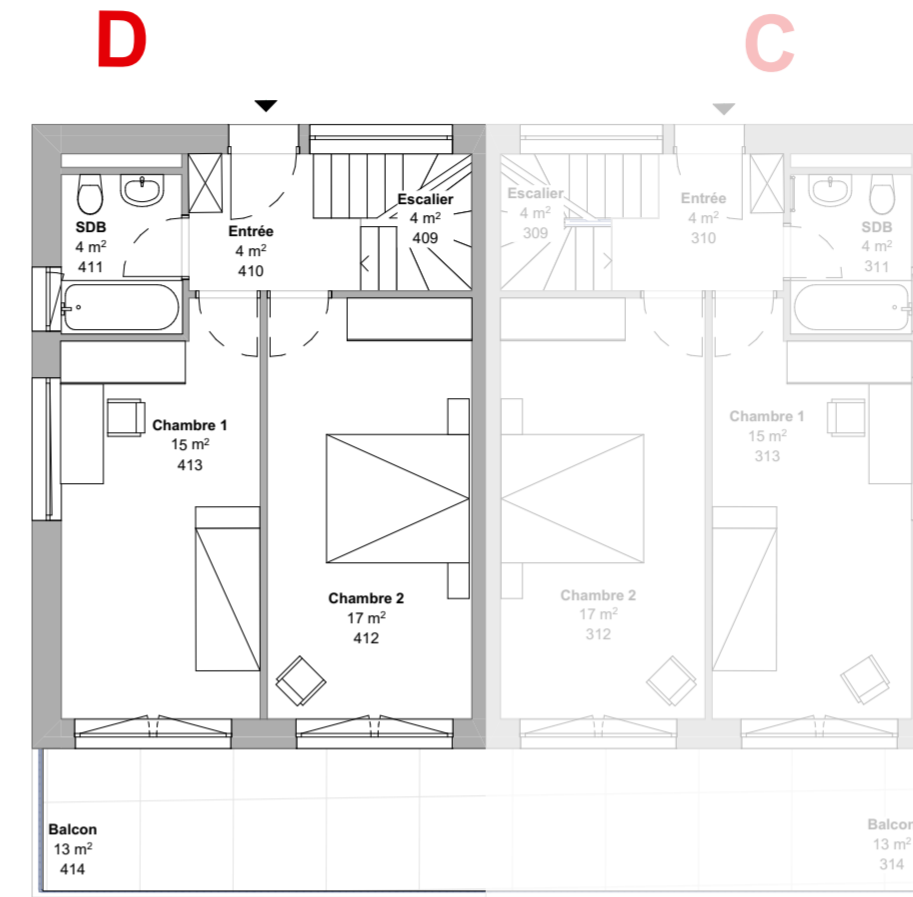 D
C
SDB
4 m²
411
Entrée
4 m²
410
Escalier
4 m²
409
Escalier
4 m²
309
Entrée
4 m²
310
SDB
4 m²
311
Chambre 1
15 m²
413
Chambre 2
17 m²
412
Chambre 2
17 m²
312
Chambre 1
15 m²
313
Balcon
13 m²
414
Balcon
13 m²
314